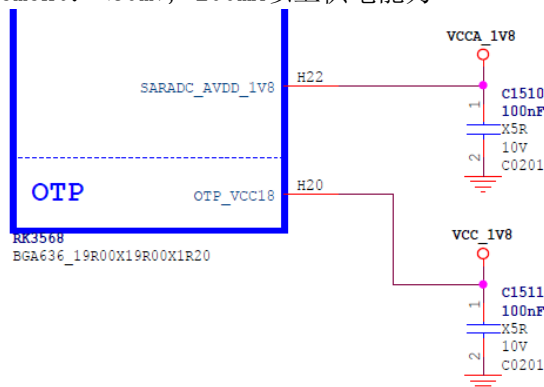 VCCA_1V8
SARADC_AVDD_1V8
H22
C1510
100nF
X5R
10V
C0201
1
2
OTP
OTP_VCC18
H20
RK3568
BGA636_19R00X19R00X1R20
VCC_1V8
C1511
100nF
X5R
10V
C0201
1
2